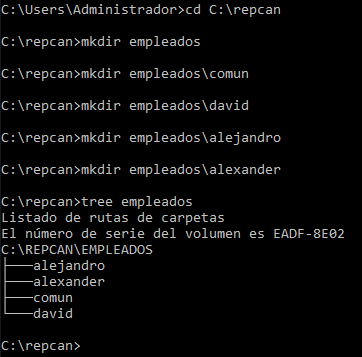 C:\Users\Administrador>cd C:\repcan
C:\repcan>mkdir empleados
C:\repcan>mkdir empleados\comun
C:\repcan>mkdir empleados\david
C:\repcan>mkdir empleados\alejandro
C:\repcan>mkdir empleados\alexander
C:\repcan>tree empleados
Listado de rutas de carpetas
El número de serie del volumen es EADF-8E02
C:\REPCAN\EMPLEADOS
├───alejandro
├───alexander
├───comun
└───david
C:\repcan>